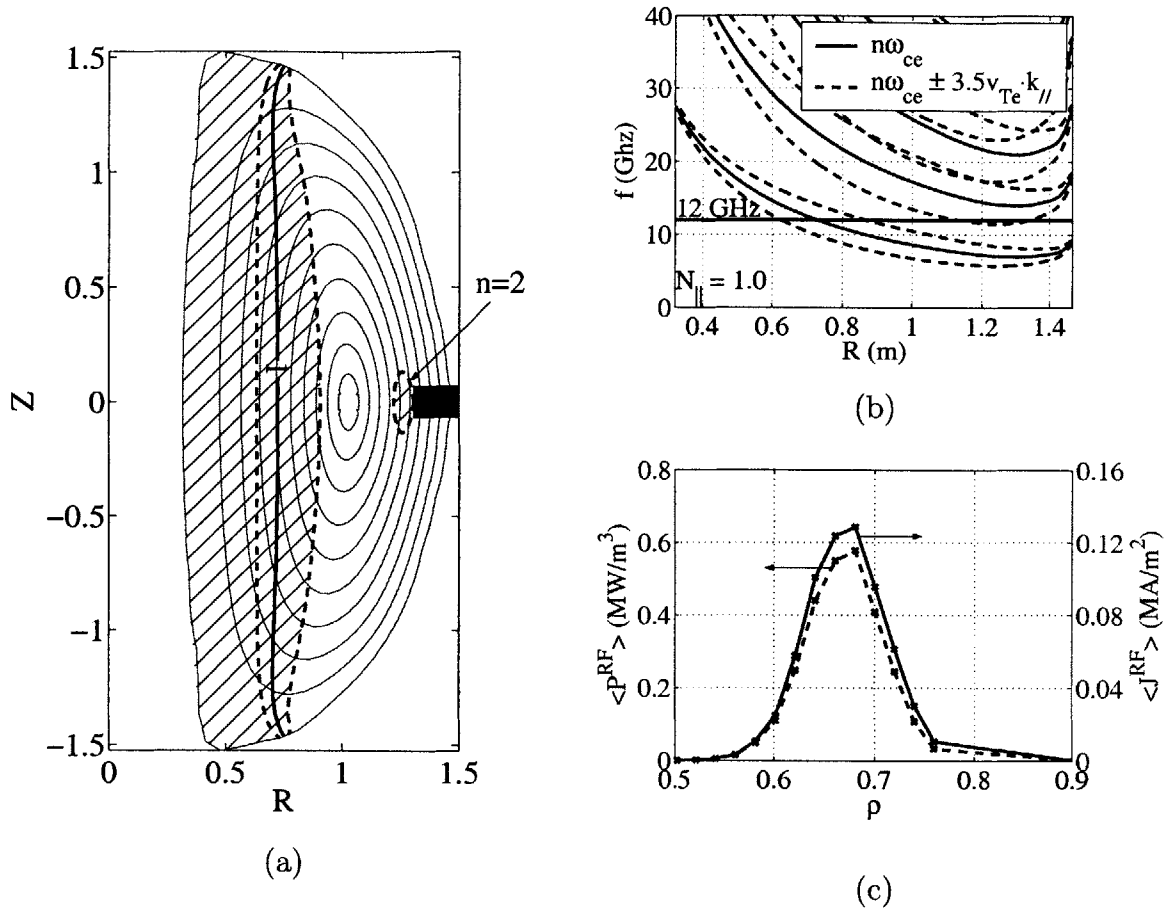 1.5
1
0.5
0
−0.5
−1
−1.5
Z
0
0.5
1
1.5
R
n=2
(a)
40
30
20
10
0
f (Ghz)
nω_ce
nω_ce ± 3.5v_Te·k_//
12 GHz
N_|| = 1.0
0.4
0.6
0.8
1
1.2
1.4
R (m)
(b)
0.8
0.6
0.4
0.2
0
<P^RF> (MW/m^3)
0.16
0.12
0.08
0.04
0
<J^RF> (MA/m^2)
0.5
0.6
0.7
0.8
0.9
ρ
(c)